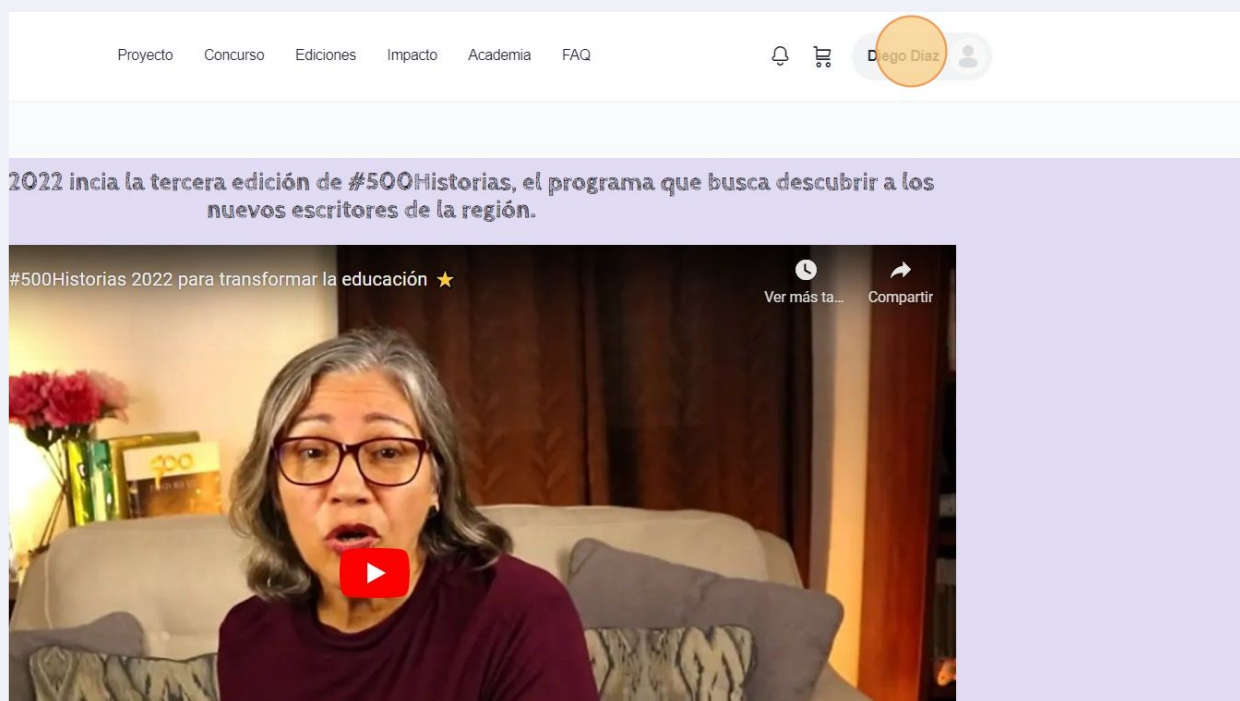 Proyecto Concurso Ediciones Impacto Academia FAQ Diego Diaz
2022 incia la tercera edición de #500Historias, el programa que busca descubrir a los
nuevos escritores de la región.
#500Historias 2022 para transformar la educación
Ver más ta... Compartir
500